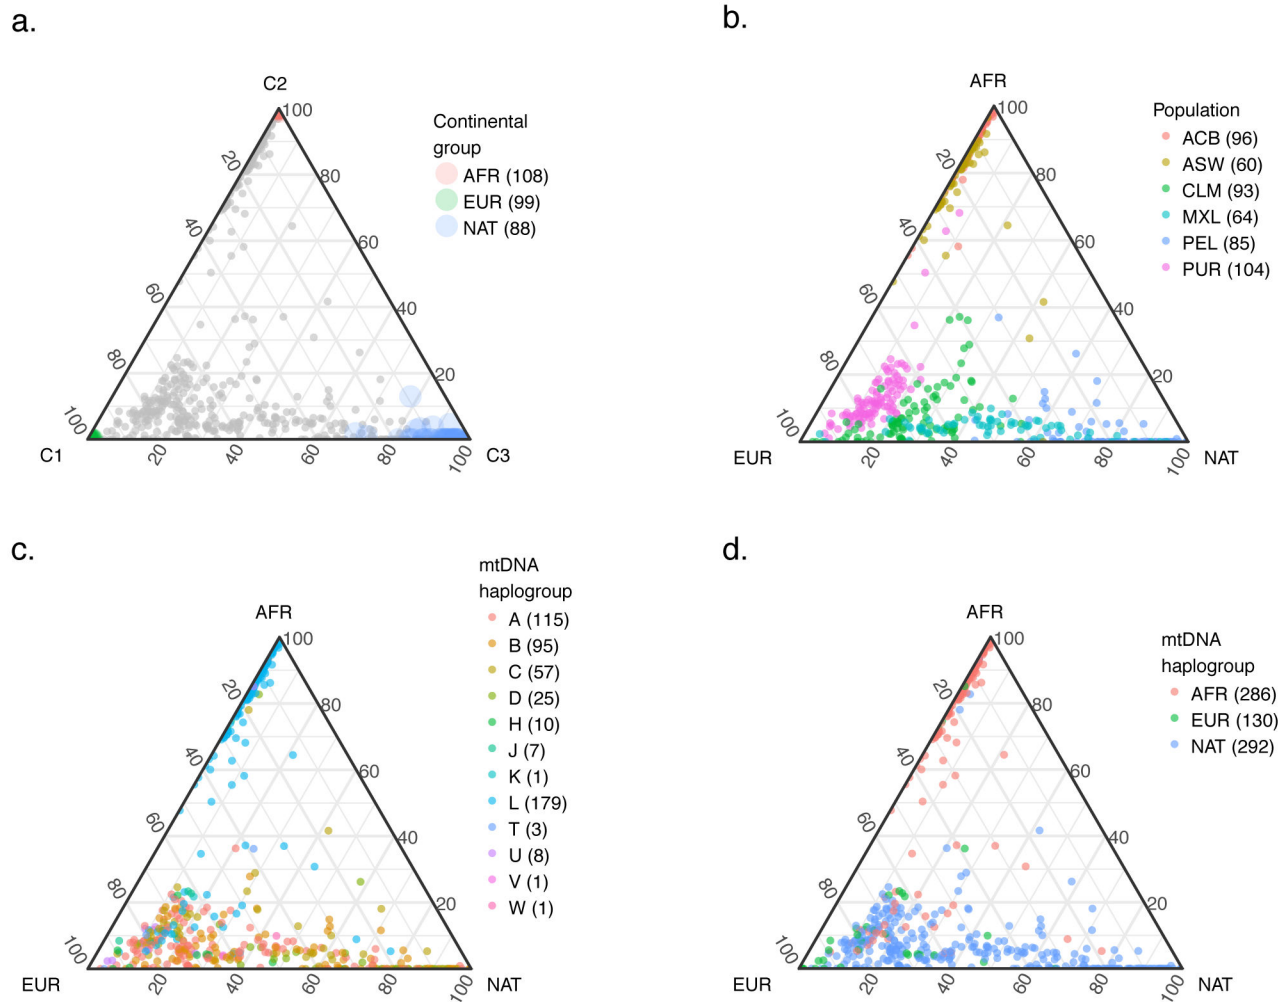 a.
C2
100
20
80
40
60
60
40
80
20
100
C1
20
40
60
80
100
C3
Continental
group
AFR (108)
EUR (99)
NAT (88)
b.
AFR
100
20
80
40
60
60
40
80
20
100
EUR
20
40
60
80
100
NAT
Population
ACB (96)
ASW (60)
CLM (93)
MXL (64)
PEL (85)
PUR (104)
c.
AFR
100
20
80
40
60
60
40
80
20
100
EUR
20
40
60
80
100
NAT
mtDNA
haplogroup
A (115)
B (95)
C (57)
D (25)
H (10)
J (7)
K (1)
L (179)
T (3)
U (8)
V (1)
W (1)
d.
AFR
100
20
80
40
60
60
40
80
20
100
EUR
20
40
60
80
100
NAT
mtDNA
haplogroup
AFR (286)
EUR (130)
NAT (292)